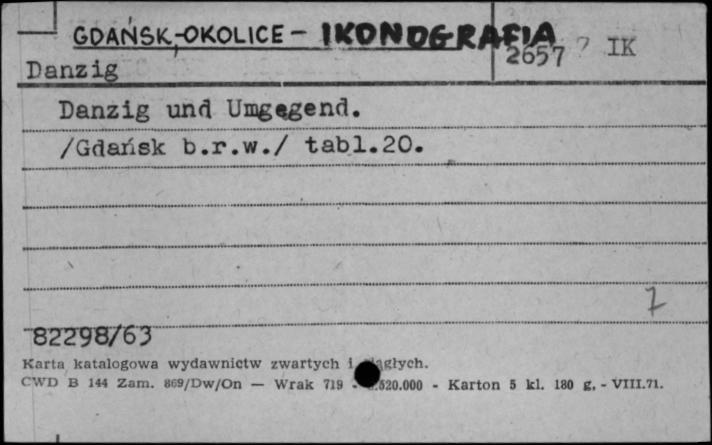 GDAŃSK,-OKOLICE - IKONOGRAFIA
2657 IK
Danzig
Danzig und Umgegend.
/Gdańsk b.r.w./ tabl.20.
7
82298/63
Karta katalogowa wydawnictw zwartych i
CWD B 144 Zam. 869/Dw/On — Wrak 719 - .520.000 - Karton 5 kl. 180 g. - VIII.71.